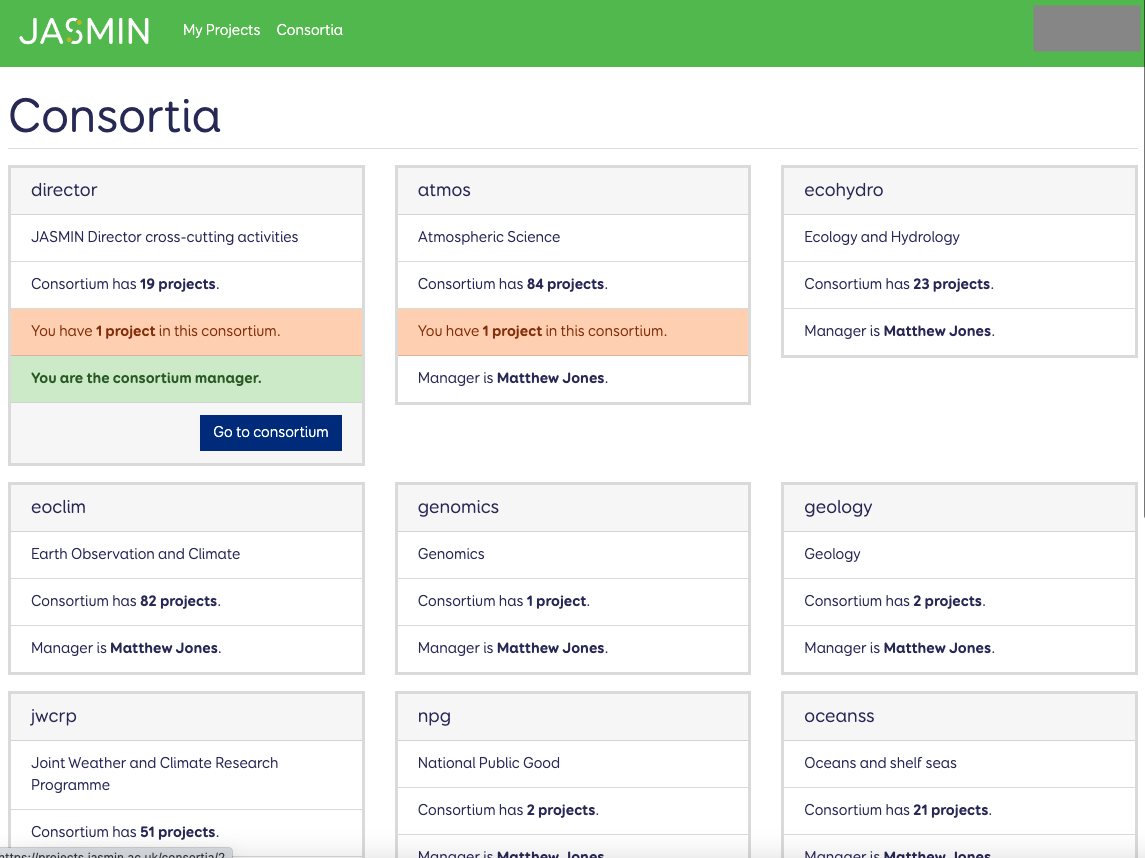 JASMIN My Projects Consortia
Consortia
director
JASMIN Director cross-cutting activities
Consortium has 19 projects.
You have 1 project in this consortium.
You are the consortium manager.
Go to consortium
atmos
Atmospheric Science
Consortium has 84 projects.
You have 1 project in this consortium.
Manager is Matthew Jones.
ecohydro
Ecology and Hydrology
Consortium has 23 projects.
Manager is Matthew Jones.
eoclim
Earth Observation and Climate
Consortium has 82 projects.
Manager is Matthew Jones.
genomics
Genomics
Consortium has 1 project.
Manager is Matthew Jones.
geology
Geology
Consortium has 2 projects.
Manager is Matthew Jones.
jwcrp
Joint Weather and Climate Research
Programme
Consortium has 51 projects.
npg
National Public Good
Consortium has 2 projects.
Manager is Matthew Jones.
oceanss
Oceans and shelf seas
Consortium has 21 projects.
Manager is Matthew Jones.
https://projects.jasmin.ac.uk/consortia/2